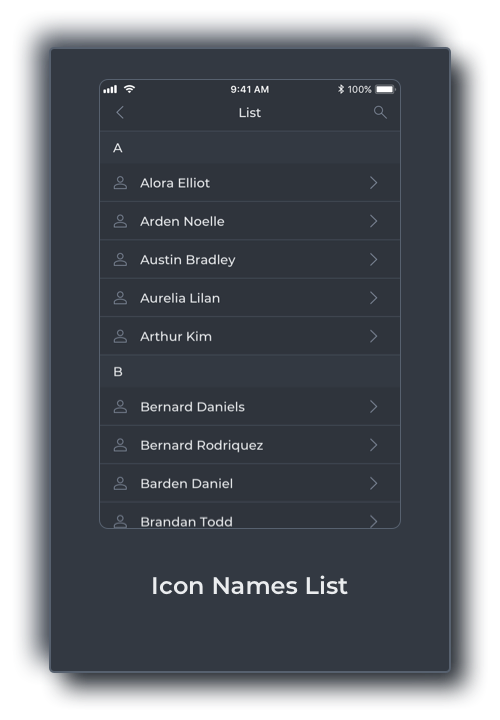 9:41 AM
100%
List
A
Alora Elliot
Arden Noelle
Austin Bradley
Aurelia Lilan
Arthur Kim
B
Bernard Daniels
Bernard Rodriquez
Barden Daniel
Brandan Todd
Icon Names List